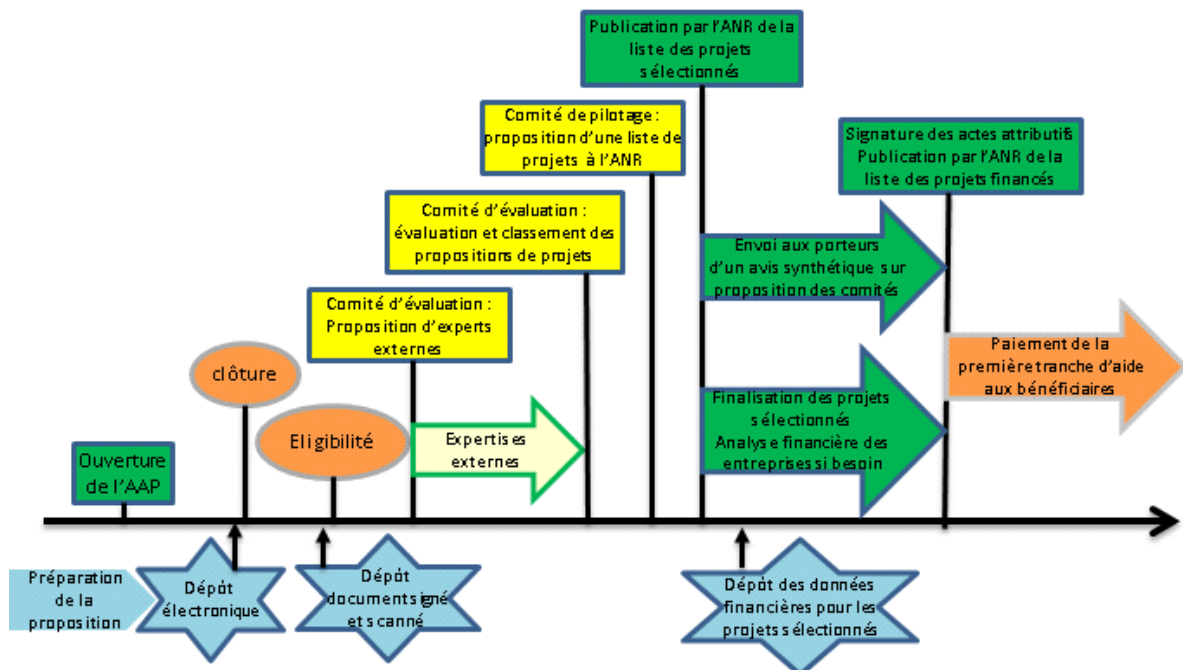 Publication par l'ANR de la
liste des projets
sélectionnés
Comité de pilotage :
proposition d'une liste de
projets à l'ANR
Signature des actes attributifs
Publication par l'ANR de la
liste des projets financés
Comité d'évaluation :
évaluation et classement des
propositions de projets
Envoi aux porteurs
d'un avis synthétique sur
proposition des comités
Comité d'évaluation :
Proposition d'experts
externes
Paiement de la
première tranche d'aide
aux bénéficiaires
clôture
Eligibilité
Expertises
externes
Finalisation des projets
sélectionnés
Analyse financière des
entreprises si besoin
Ouverture
de l'AAP
Préparation
de la
proposition
Dépôt
électronique
Dépôt
document signé
et scanné
Dépôt des données
financières pour les
projets sélectionnés